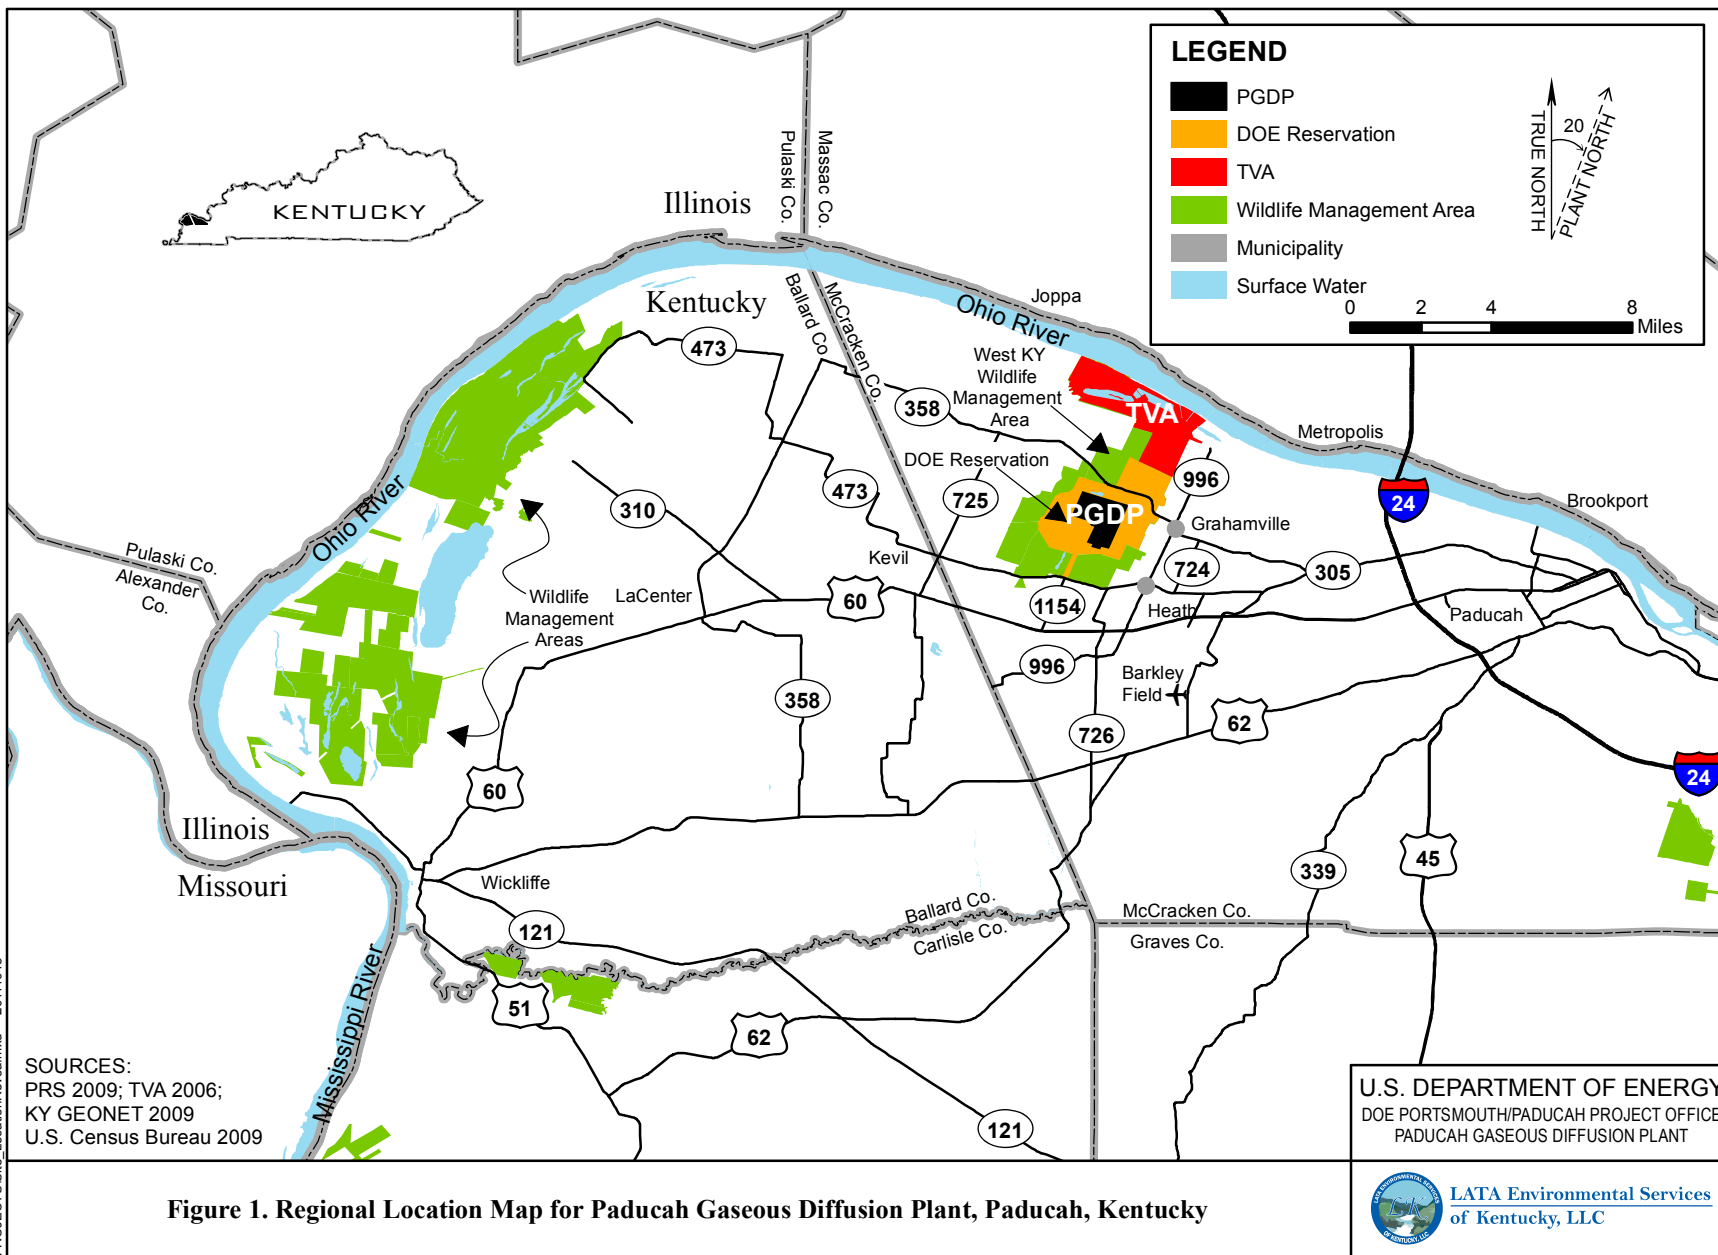 LEGEND
PGDP
DOE Reservation
TVA
Wildlife Management Area
Municipality
Surface Water
0 2 4 8
Miles
TRUE NORTH
20
PLANT NORTH
KENTUCKY
Illinois
Pulaski Co.
Massac Co.
Kentucky
Ballard Co.
McCracken Co.
Ohio River
Joppa
West KY
Wildlife
Management
Area
TVA
473
358
Metropolis
DOE Reservation
996
24
Brookport
473
725
PGDP
Grahamville
310
Ohio River
Kevil
724
305
Pulaski Co.
Alexander
Co.
Wildlife
Management
Areas
LaCenter
60
1154
Heath
Paducah
996
Barkley
Field
358
726
62
24
60
Illinois
Missouri
Wickliffe
339
45
121
Ballard Co.
Carlisle Co.
McCracken Co.
Graves Co.
51
62
Mississippi River
121
SOURCES:
PRS 2009; TVA 2006;
KY GEONET 2009
U.S. Census Bureau 2009
U.S. DEPARTMENT OF ENERGY
DOE PORTSMOUTH/PADUCAH PROJECT OFFICE
PADUCAH GASEOUS DIFFUSION PLANT
Figure 1. Regional Location Map for Paducah Gaseous Diffusion Plant, Paducah, Kentucky
LATA ENVIRONMENTAL SERVICES
LK
OF KENTUCKY, LLC
LATA Environmental Services
of Kentucky, LLC